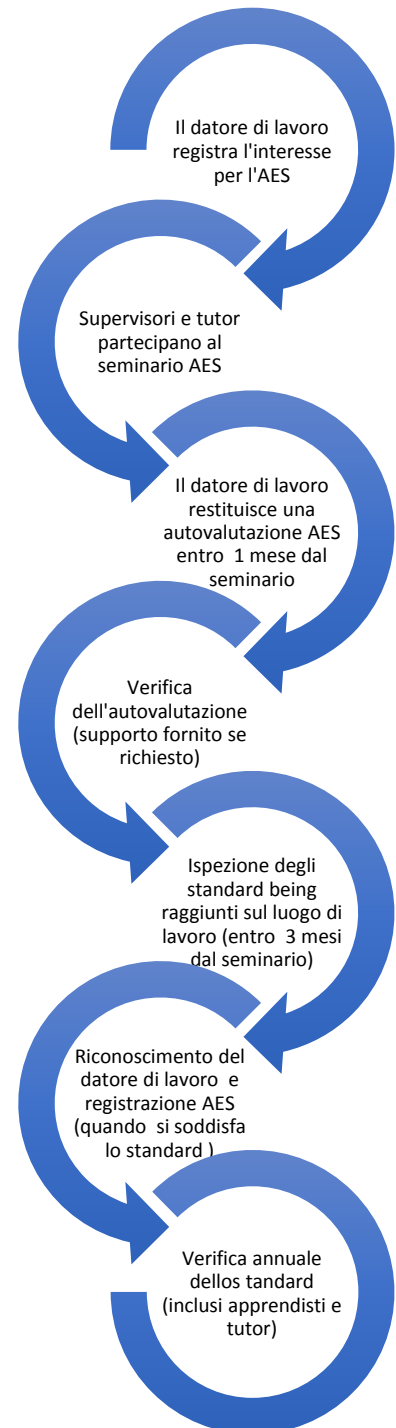 Il datore di lavoro
registra l'interesse
per l'AES
Supervisori e tutor
partecipano al
seminario AES
Il datore di lavoro
restituisce una
autovalutazione AES
entro 1 mese dal
seminario
Verifica
dell'autovalutazione
(supporto fornito se
richiesto)
Ispezione degli
standard being
raggiunti sul luogo di
lavoro (entro 3 mesi
dal seminario)
Riconoscimento del
datore di lavoro e
registrazione AES
(quando si soddisfa
lo standard )
Verifica annuale
dellos tandard
(inclusi apprendisti e
tutor)